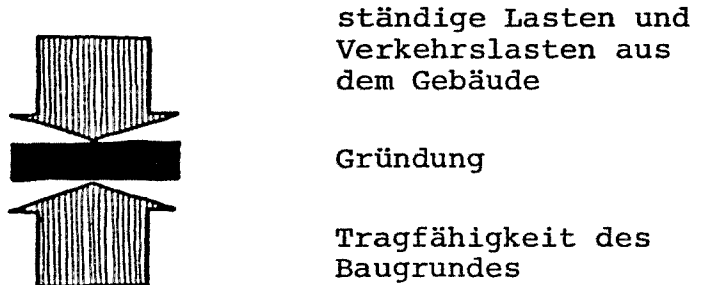 ständige Lasten und
Verkehrslasten aus
dem Gebäude
Gründung
Tragfähigkeit des
Baugrundes